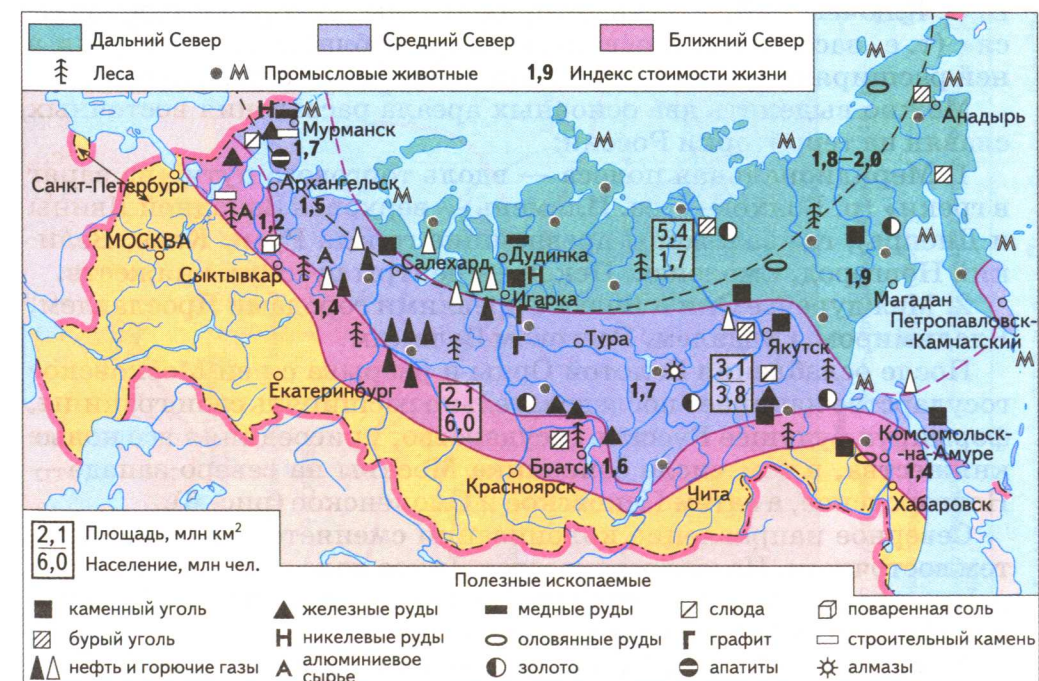 Дальний Север
Средний Север
Ближний Север
Леса
Промысловые животные
1,9 Индекс стоимости жизни
Мурманск
1,7
Анадырь
1,8–2,0
Санкт-Петербург
Архангельск
1,5
1,2
МОСКВА
Сыктывкар
1,4
Салехард
Дудинка
Игарка
5,4
1,7
1,9
Магадан
Петропавловск-
-Камчатский
Тура
Якутск
Екатеринбург
2,1
6,0
1,7
3,1
3,8
Братск
1,6
Красноярск
Чита
Комсомольск-
-на-Амуре
1,4
Хабаровск
2,1
6,0
Площадь, млн км²
Население, млн чел.
Полезные ископаемые
каменный уголь
железные руды
медные руды
слюда
поваренная соль
бурый уголь
Н никелевые руды
оловянные руды
Г графит
строительный камень
нефть и горючие газы
А алюминиевое
сырье
золото
апатиты
алмазы